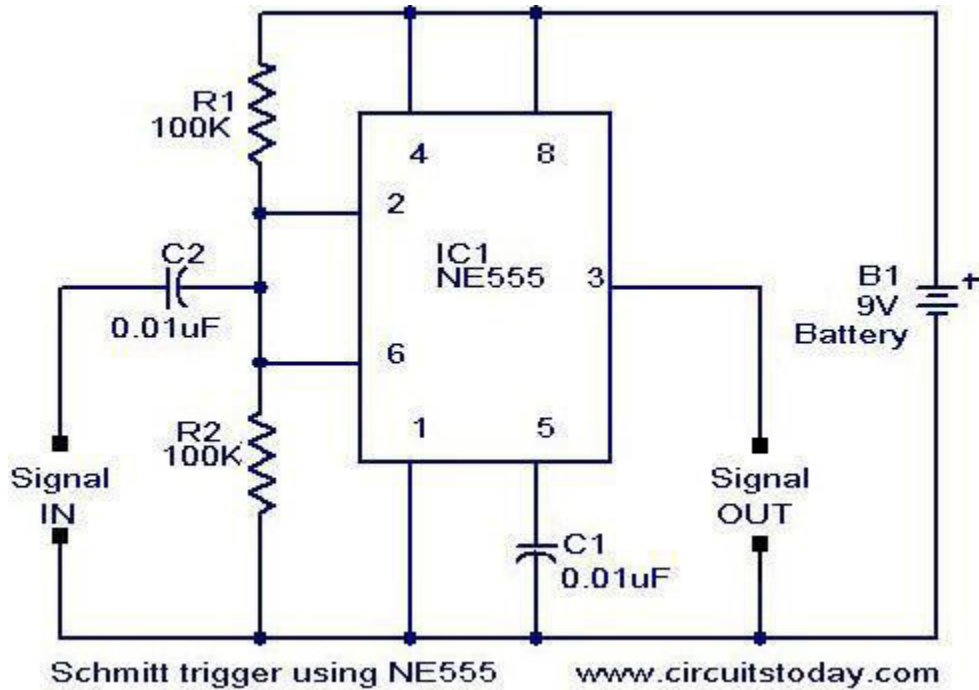 R1
100K
4
8
2
C2
0.01uF
IC1
NE555
3
B1
9V
Battery
+
6
R2
100K
1
5
Signal
IN
Signal
OUT
C1
0.01uF
Schmitt trigger using NE555
www.circuitstoday.com